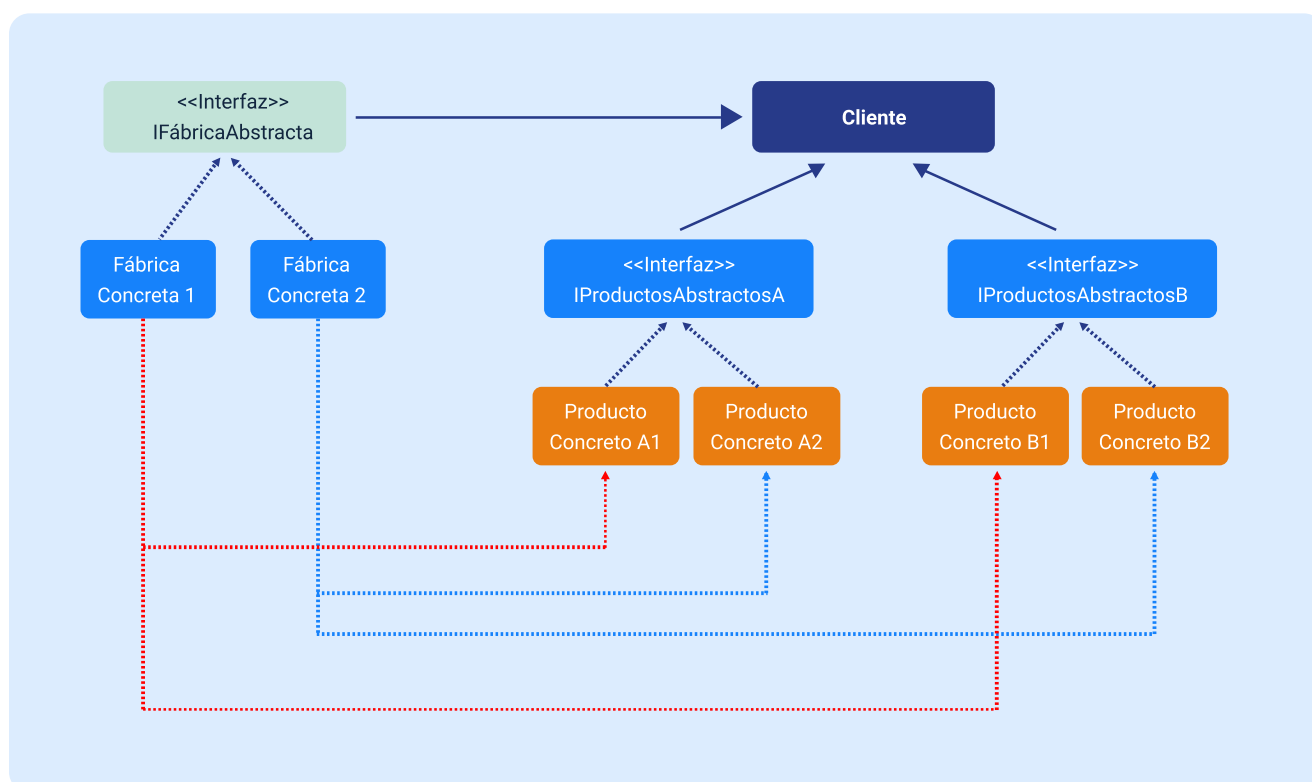 <<Interfaz>>
IFábricaAbstracta
Cliente
Fábrica
Concreta 1
Fábrica
Concreta 2
<<Interfaz>>
IProductosAbstractosA
<<Interfaz>>
IProductosAbstractosB
Producto
Concreto A1
Producto
Concreto A2
Producto
Concreto B1
Producto
Concreto B2